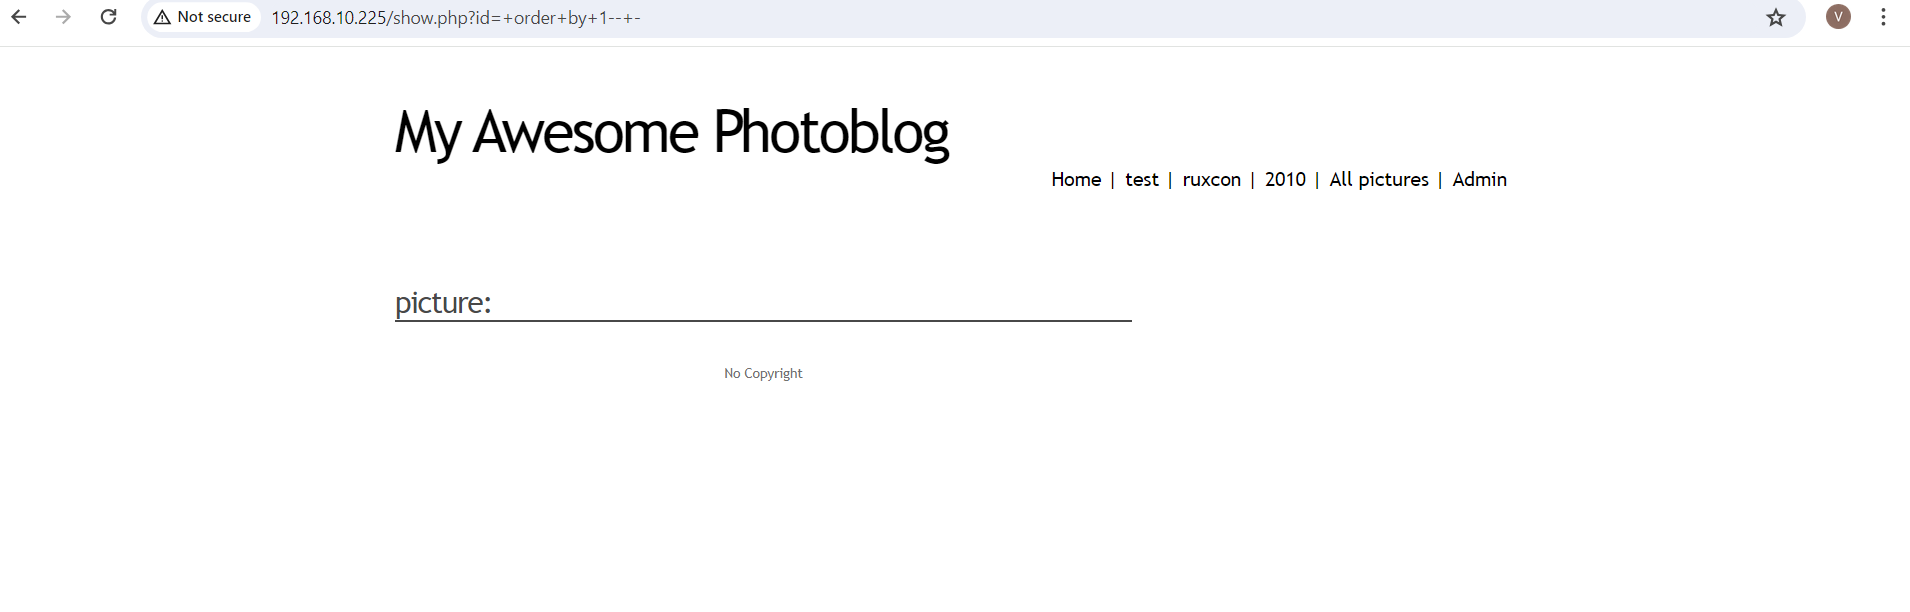 Not secure 192.168.10.225/show.php?id=+order+by+1--+- V
My Awesome Photoblog
Home | test | ruxcon | 2010 | All pictures | Admin
picture:
No Copyright